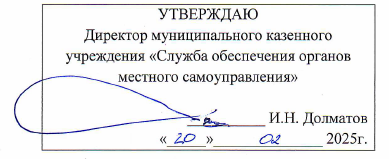 УТВЕРЖДАЮ
Директор муниципального казенного
учреждения «Служба обеспечения органов
местного самоуправления»
И.Н. Долматов
«20» 02 2025г.